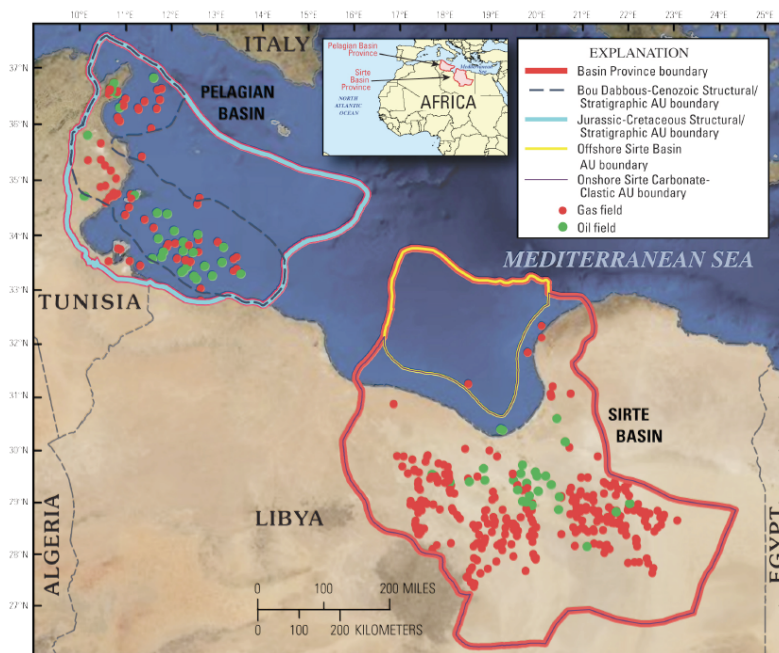 10°E 11°E 12°E 13°E 14°E 15°E 16°E 17°E 18°E 19°E 20°E 21°E 22°E 23°E 24°E 25°E
37°N
36°N
35°N
34°N
33°N
32°N
31°N
30°N
29°N
28°N
27°N
ITALY
PELAGIAN
BASIN
TUNISIA
ALGERIA
LIBYA
EGYPT
MEDITERRANEAN SEA
SIRTE
BASIN
Pelagian Basin
Province
Sirte
Basin
Province
Mediterranean
Sea
NORTH
ATLANTIC
OCEAN
AFRICA
EXPLANATION
Basin Province boundary
Bou Dabbous-Cenozoic Structural/
Stratigraphic AU boundary
Jurassic-Cretaceous Structural/
Stratigraphic AU boundary
Offshore Sirte Basin
AU boundary
Onshore Sirte Carbonate-
Clastic AU boundary
Gas field
Oil field
0 100 200 MILES
0 100 200 KILOMETERS